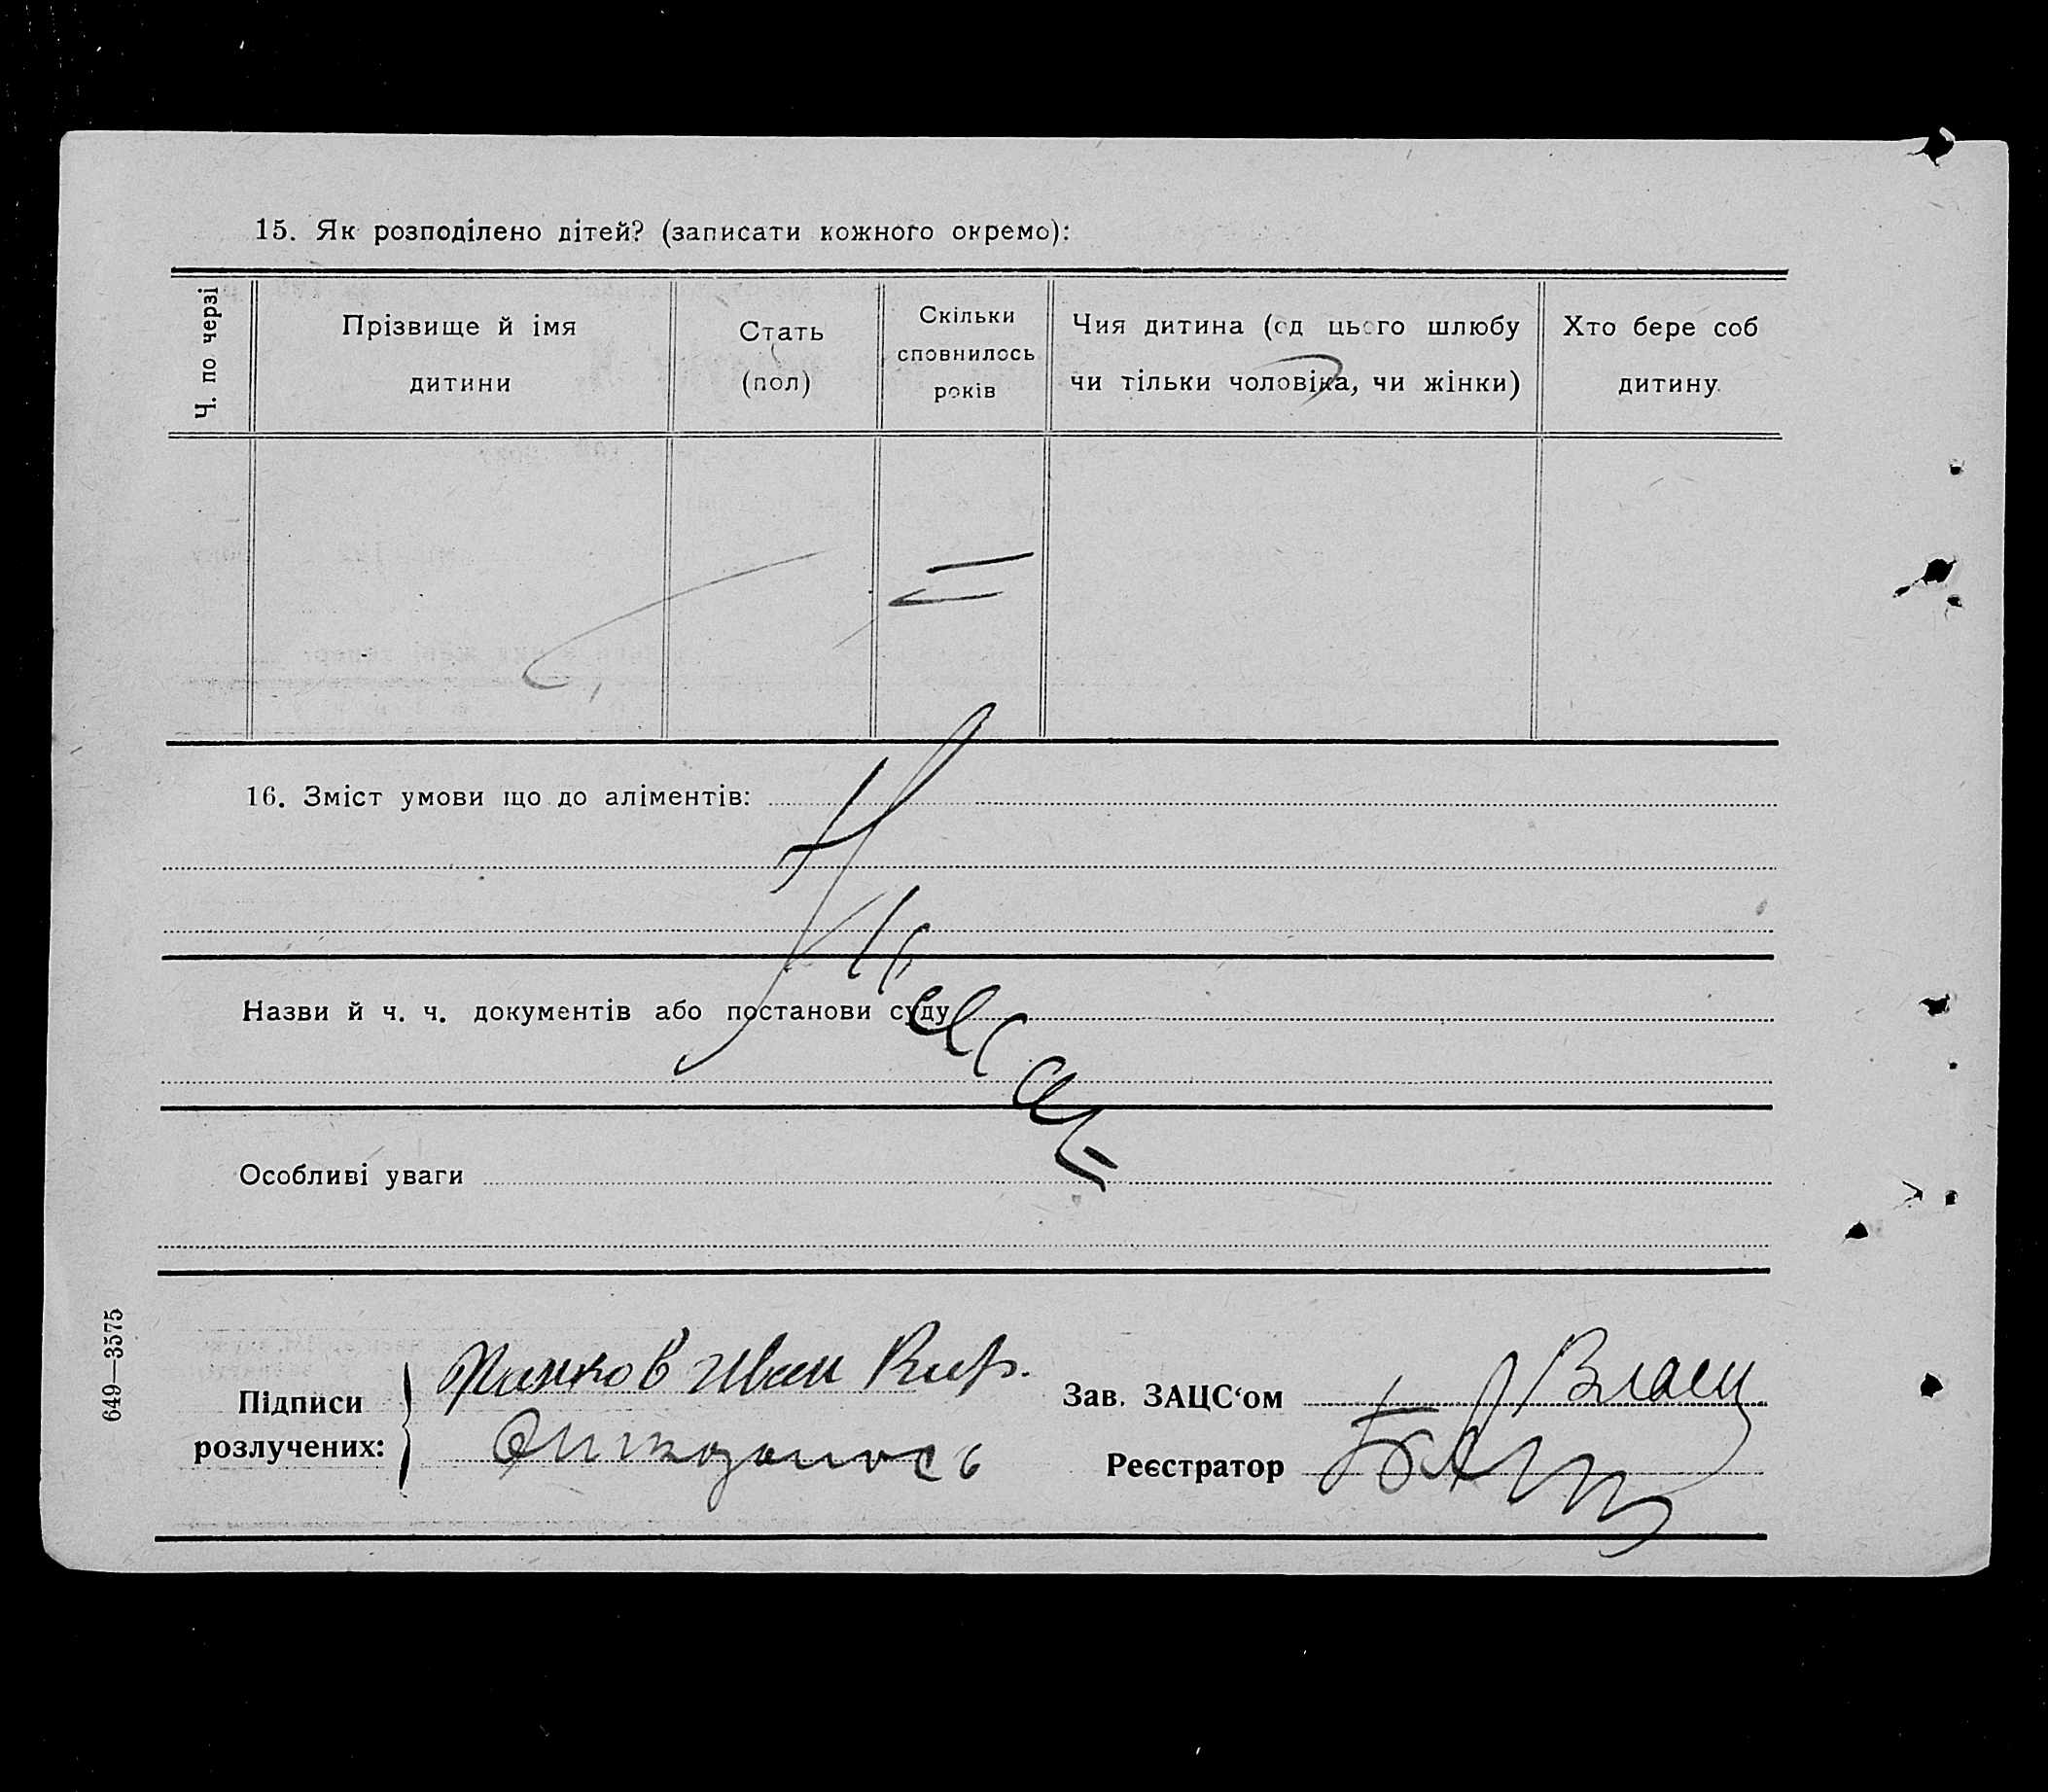 15. Як розподілено дітей? (записати кожного окремо):
Ч. по черзі
Прізвище й імя
дитини
Стать
(пол)
Скільки
сповнилось
років
Чия дитина (од цього шлюбу
чи тільки чоловіка, чи жінки)
Хто бере соб
дитину.
16. Зміст умови що до аліментів:
Назви й ч. ч. документів або постанови суду
Особливі уваги
649—3575
Підписи
розлучених:
Иван
Зав. ЗАЦС‘ом
Реєстратор